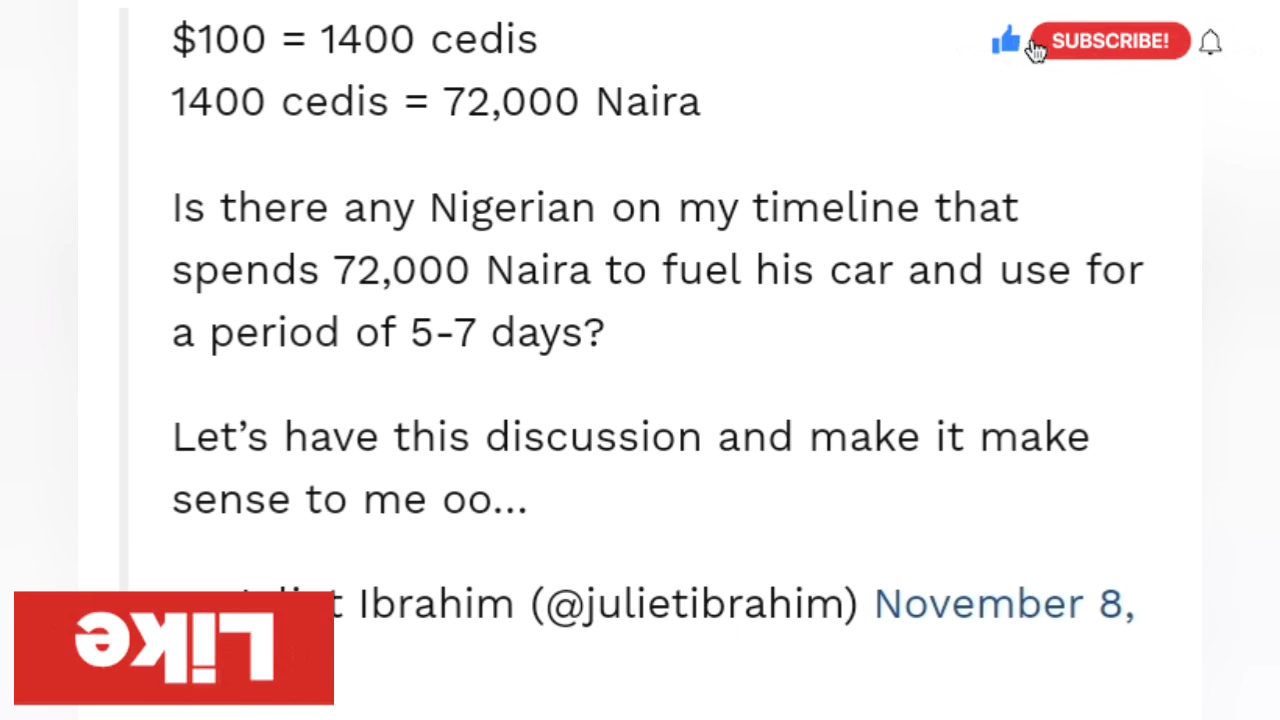 $100 = 1400 cedis
SUBSCRIBE!
1400 cedis = 72,000 Naira
Is there any Nigerian on my timeline that
spends 72,000 Naira to fuel his car and use for
a period of 5-7 days?
Let’s have this discussion and make it make
sense to me oo...
Ibrahim (@julietibrahim) November 8,
Like